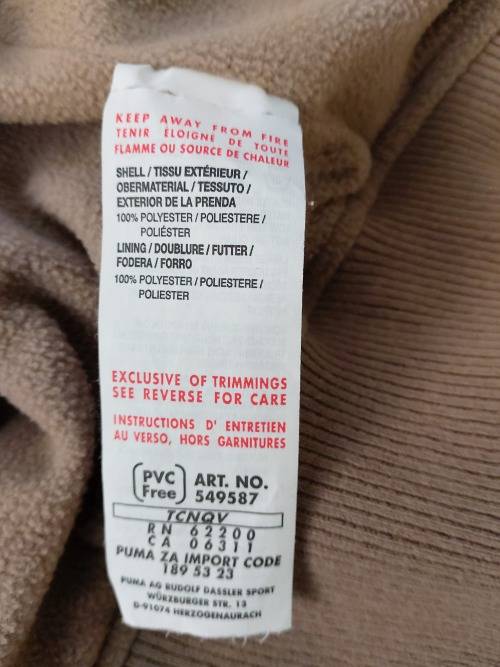 KEEP AWAY FROM FIRE
TENIR ÉLOIGNÉ DE TOUTE
FLAMME OU SOURCE DE CHALEUR
SHELL / TISSU EXTÉRIEUR /
OBERMATERIAL / TESSUTO /
EXTERIOR DE LA PRENDA
100% POLYESTER / POLIESTERE /
POLIÉSTER
LINING / DOUBLURE / FUTTER /
FODERA / FORRO
100% POLYESTER / POLIESTERE /
POLIESTER
EXCLUSIVE OF TRIMMINGS
SEE REVERSE FOR CARE
INSTRUCTIONS D' ENTRETIEN
AU VERSO, HORS GARNITURES
PVC Free ART. NO.
549587
TCNQV
RN 62200
CA 06311
PUMA ZA IMPORT CODE
189 53 23
PUMA AG RUDOLF DASSLER SPORT
WÜRZBURGER STR. 13
D-91074 HERZOGENAURACH